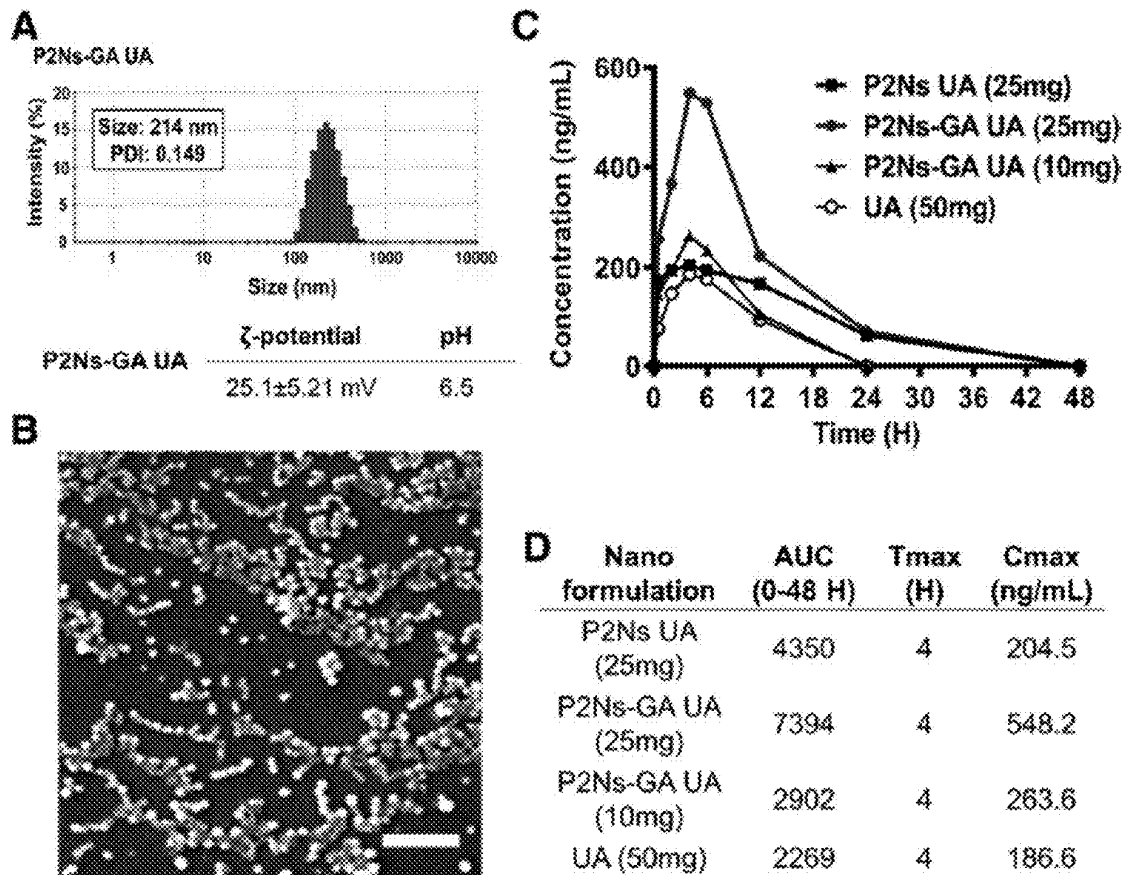 A
P2Ns-GA UA
Intensity (%)
20
15
10
5
0
Size: 214 nm
PDI: 0.149
1 10 100 1000 10000
Size (nm)
ζ-potential pH
P2Ns-GA UA
25.1±5.21 mV 6.5
B
C
Concentration (ng/mL)
600
400
200
0
P2Ns UA (25mg)
P2Ns-GA UA (25mg)
P2Ns-GA UA (10mg)
UA (50mg)
0 6 12 18 24 30 36 42 48
Time (H)
D
Nano AUC Tmax Cmax
formulation (0-48 H) (H) (ng/mL)
P2Ns UA
(25mg) 4350 4 204.5
P2Ns-GA UA
(25mg) 7394 4 548.2
P2Ns-GA UA
(10mg) 2902 4 263.6
UA (50mg) 2269 4 186.6